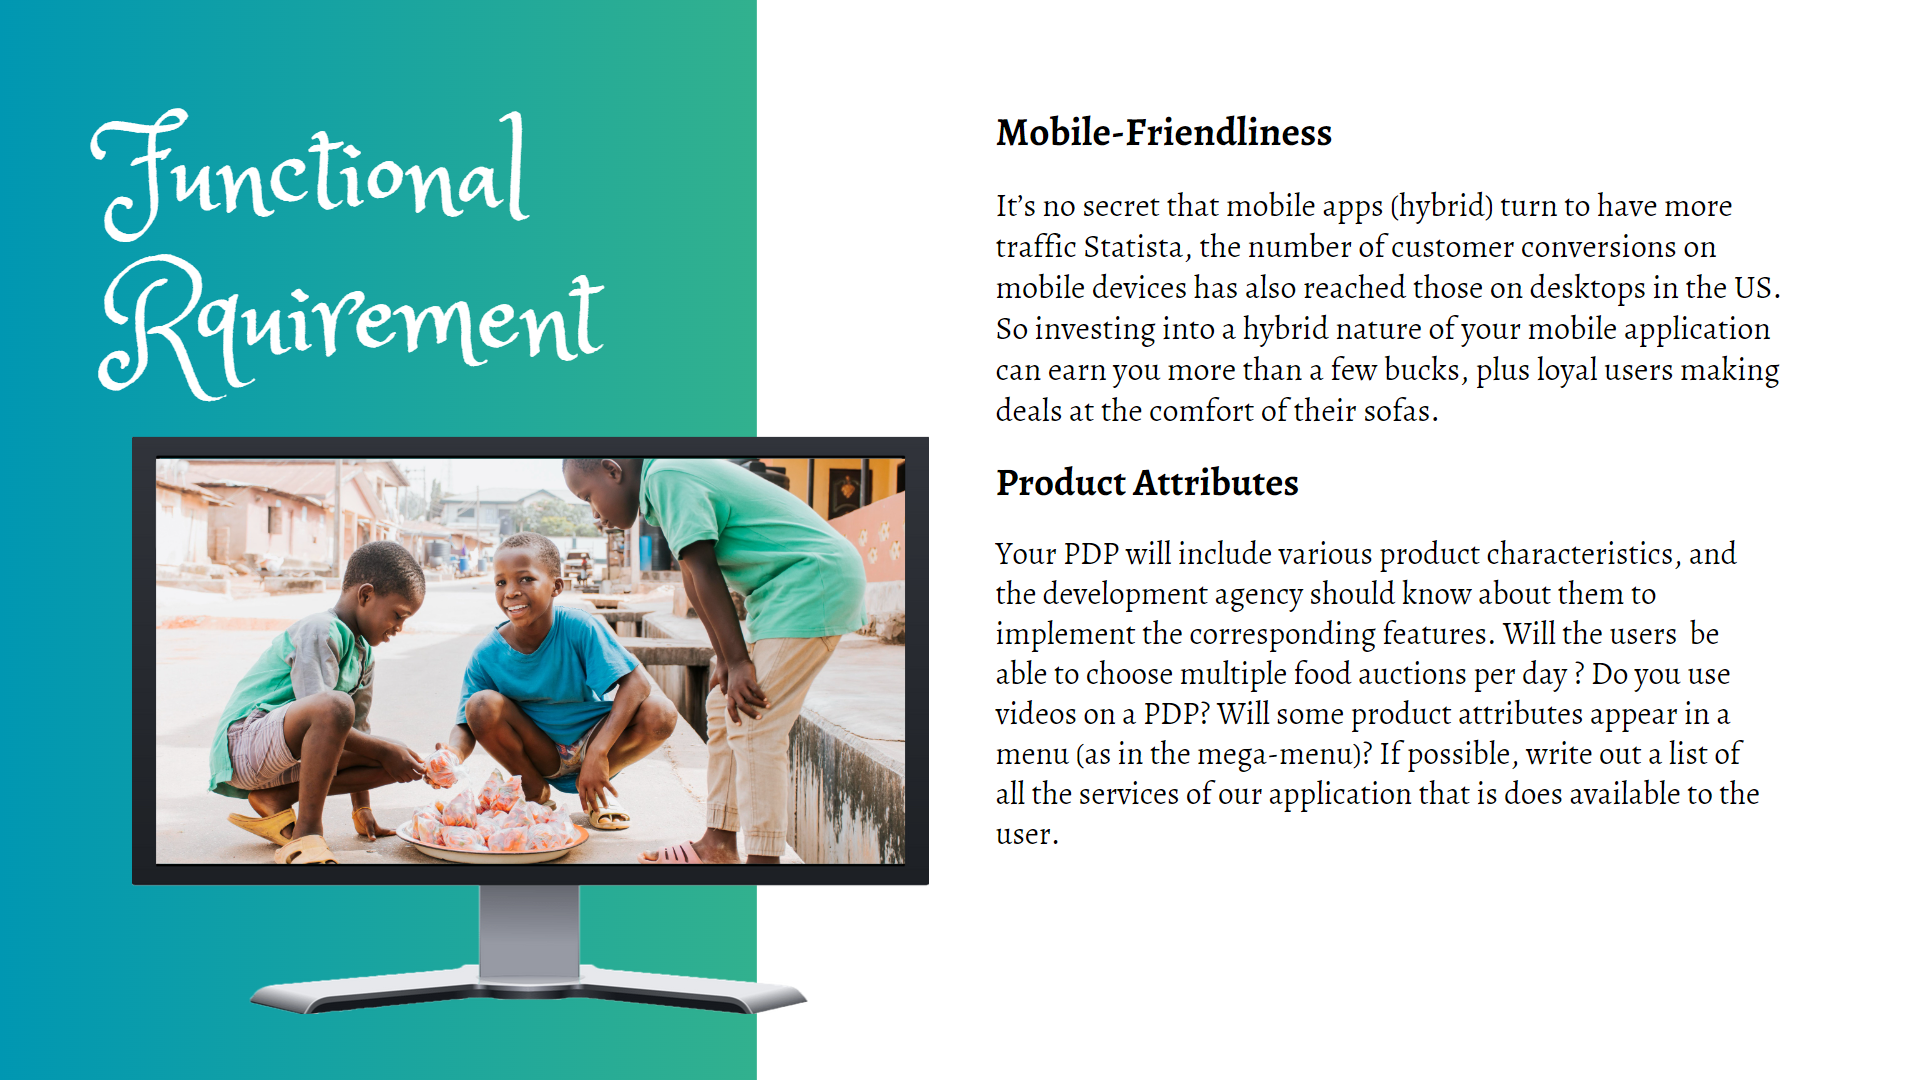 Functional
Rquirement
Mobile-Friendliness
It’s no secret that mobile apps (hybrid) turn to have more
traffic Statista, the number of customer conversions on
mobile devices has also reached those on desktops in the US.
So investing into a hybrid nature of your mobile application
can earn you more than a few bucks, plus loyal users making
deals at the comfort of their sofas.
Product Attributes
Your PDP will include various product characteristics, and
the development agency should know about them to
implement the corresponding features. Will the users  be
able to choose multiple food auctions per day ? Do you use
videos on a PDP? Will some product attributes appear in a
menu (as in the mega-menu)? If possible, write out a list of
all the services of our application that is does available to the
user.